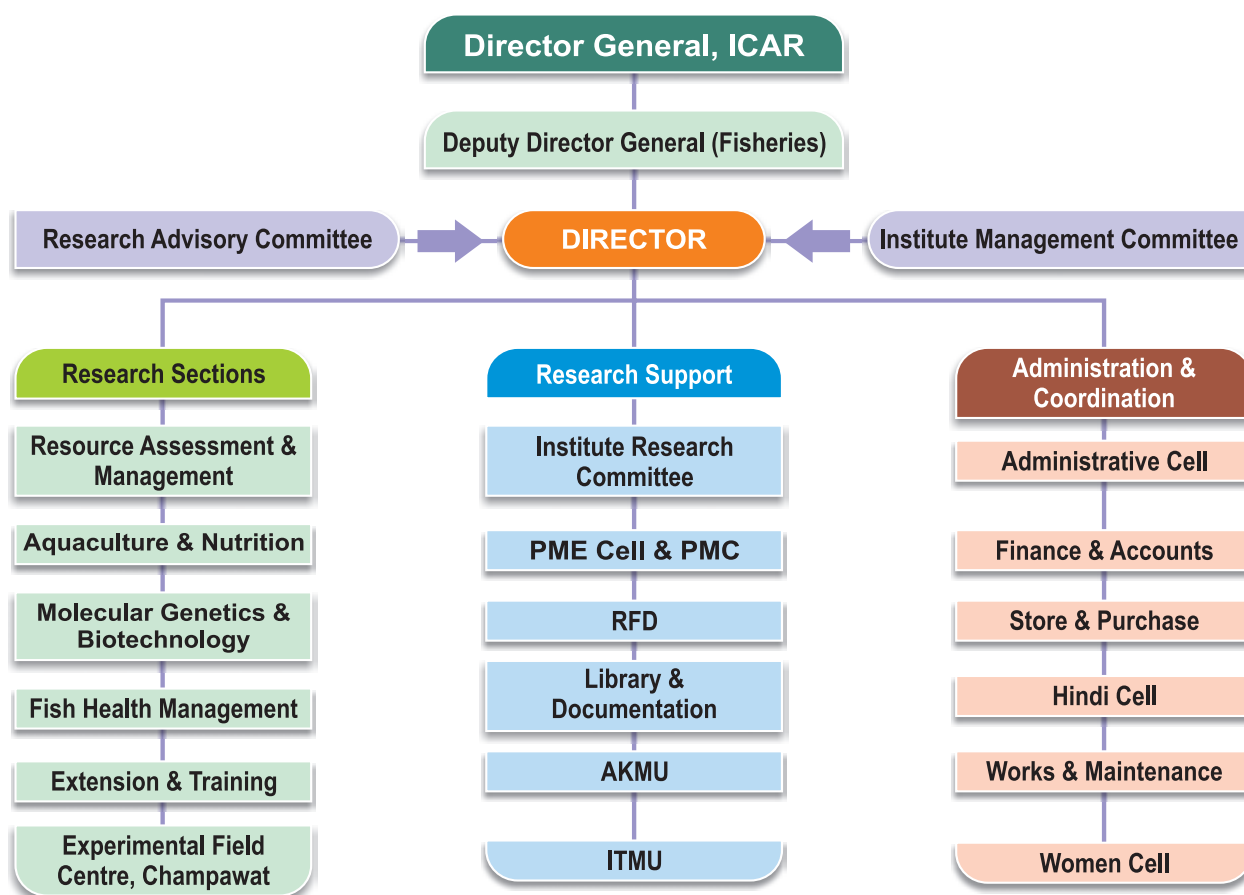 Director General, ICAR
Deputy Director General (Fisheries)
Research Advisory Committee
DIRECTOR
Institute Management Committee
Research Sections
Resource Assessment &
Management
Aquaculture & Nutrition
Molecular Genetics &
Biotechnology
Fish Health Management
Extension & Training
Experimental Field
Centre, Champawat
Research Support
Institute Research
Committee
PME Cell & PMC
RFD
Library &
Documentation
AKMU
ITMU
Administration &
Coordination
Administrative Cell
Finance & Accounts
Store & Purchase
Hindi Cell
Works & Maintenance
Women Cell